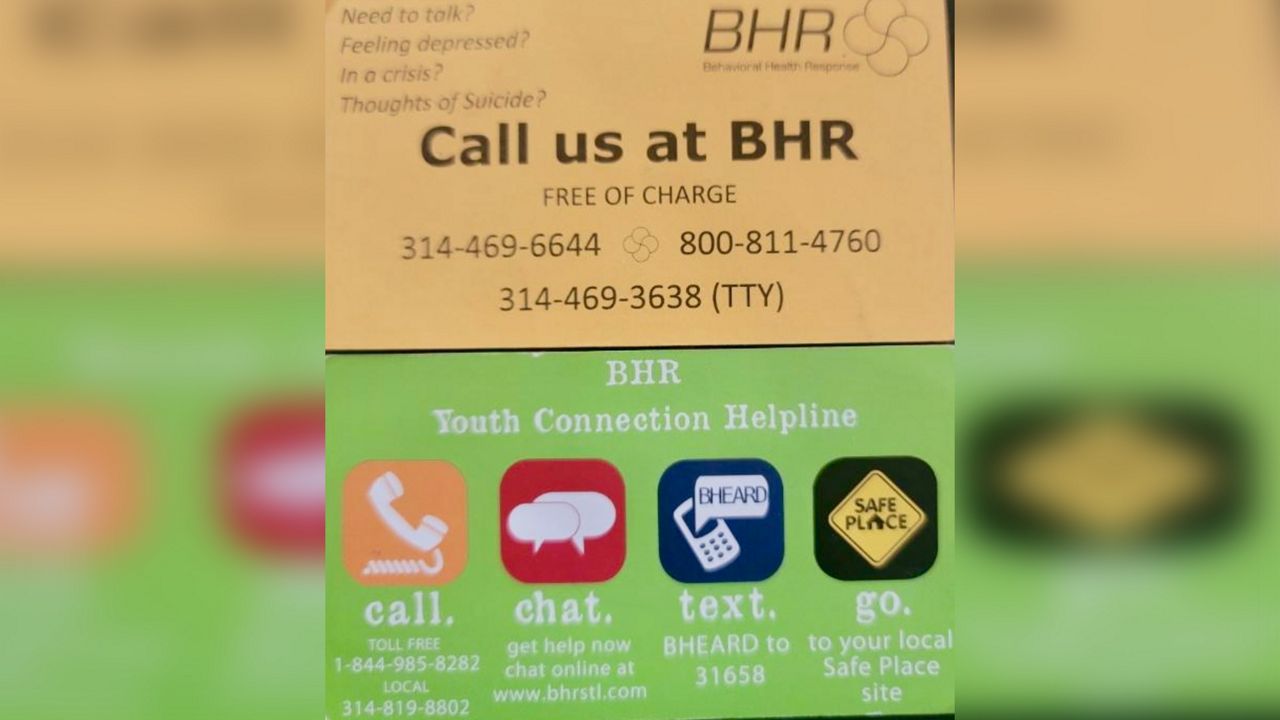 Need to talk?
Feeling depressed?
In a crisis?
Thoughts of Suicide?
BHR
Behavioral Health Response
Call us at BHR
FREE OF CHARGE
314-469-6644 800-811-4760
314-469-3638 (TTY)
BHR
Youth Connection Helpline
BHEARD
SAFE
PLACE
call. chat. text. go.
TOLL FREE
1-844-985-8282
LOCAL
314-819-8802
get help now
chat online at
www.bhrstl.com
BHEARD to
31658
to your local
Safe Place
site